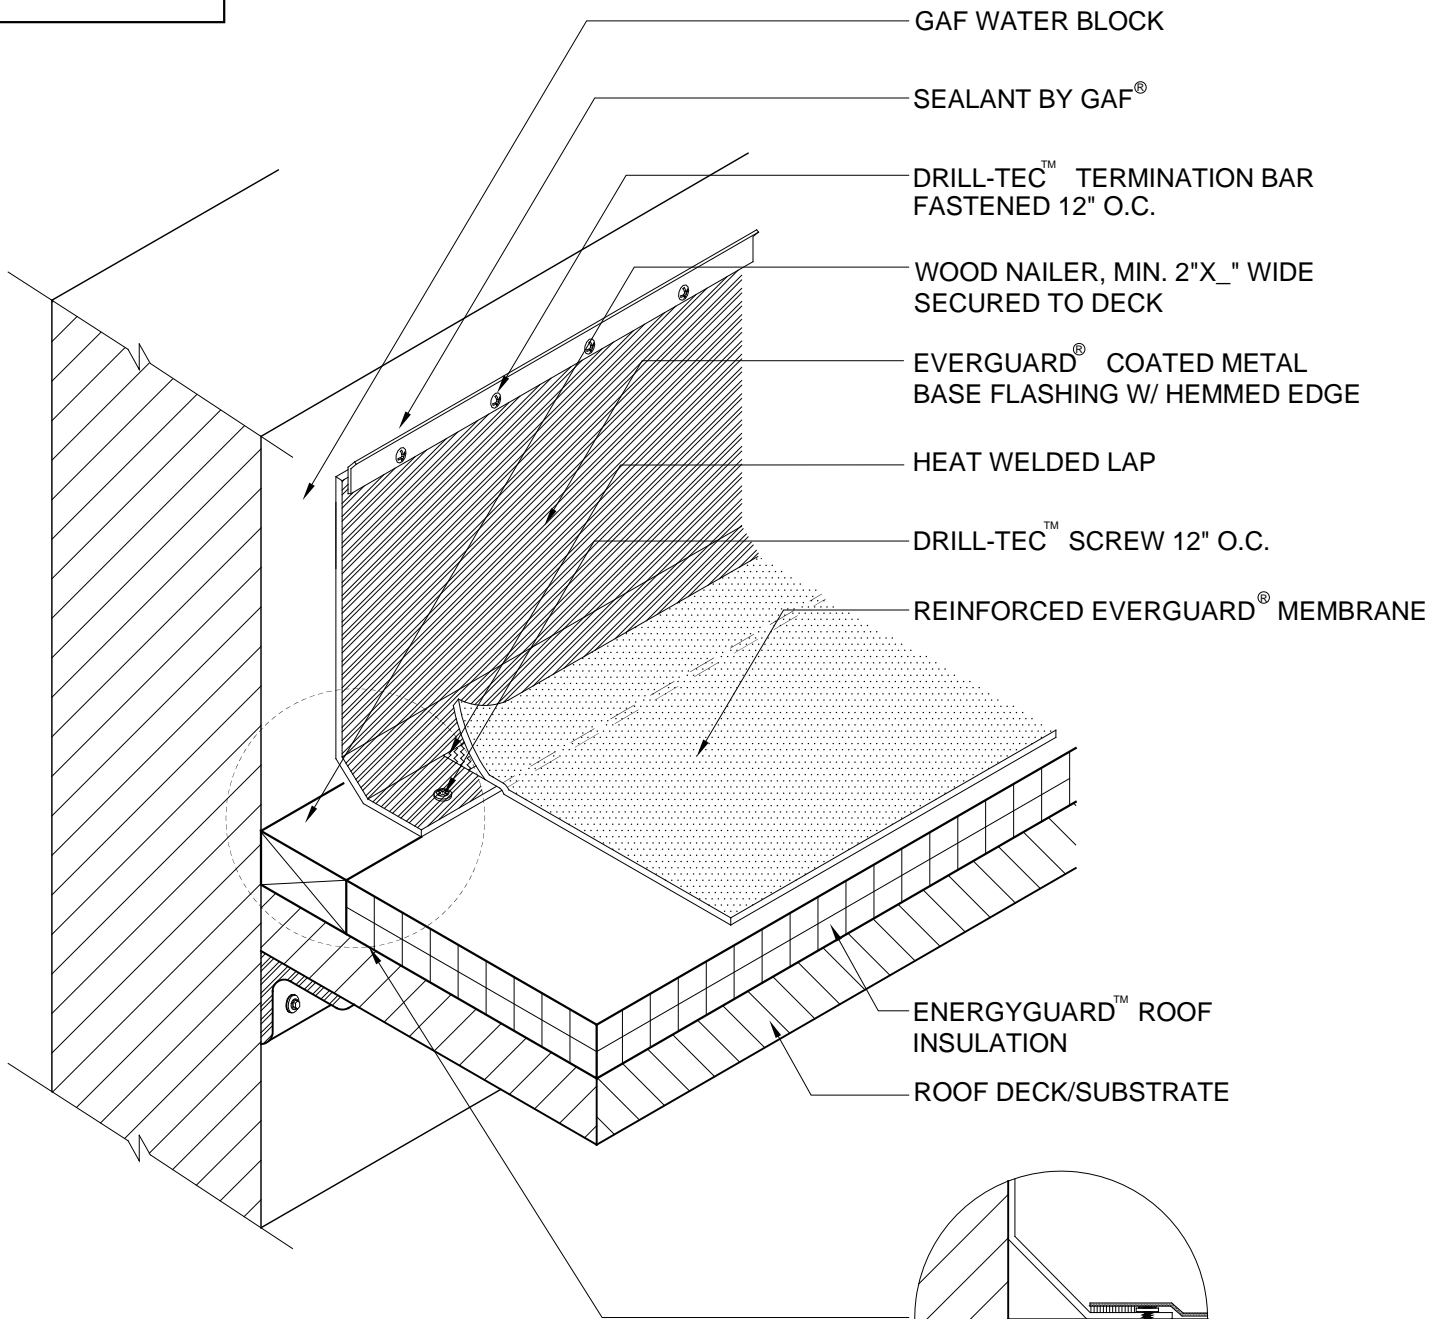 GAF WATER BLOCK
SEALANT BY GAF®
DRILL-TEC™ TERMINATION BAR
FASTENED 12" O.C.
WOOD NAILER, MIN. 2"X_" WIDE
SECURED TO DECK
EVERGUARD® COATED METAL
BASE FLASHING W/ HEMMED EDGE
HEAT WELDED LAP
DRILL-TEC™ SCREW 12" O.C.
REINFORCED EVERGUARD® MEMBRANE
ENERGYGUARD™ ROOF
INSULATION
ROOF DECK/SUBSTRATE